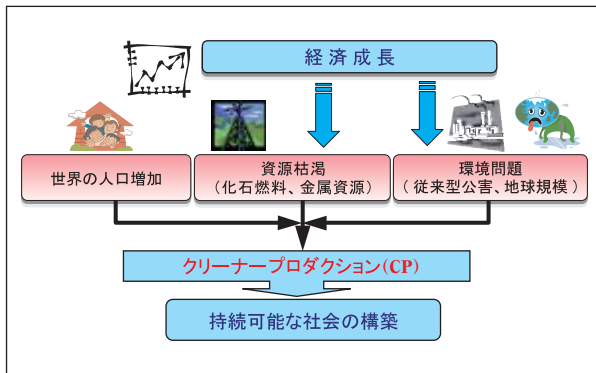 経済成長
世界の人口増加
資源枯渇
（化石燃料、金属資源）
環境問題
（従来型公害、地球規模）
クリーナープロダクション(CP)
持続可能な社会の構築